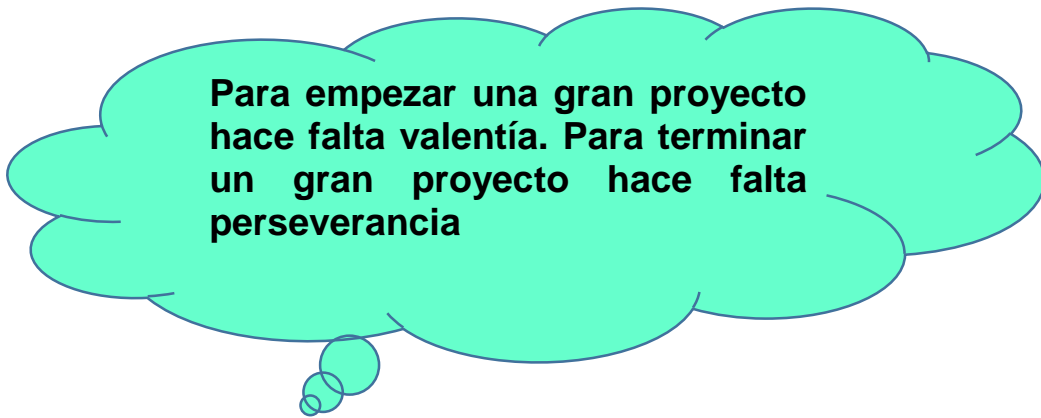 Para empezar una gran proyecto
hace falta valentía. Para terminar
un gran proyecto hace falta
perseverancia